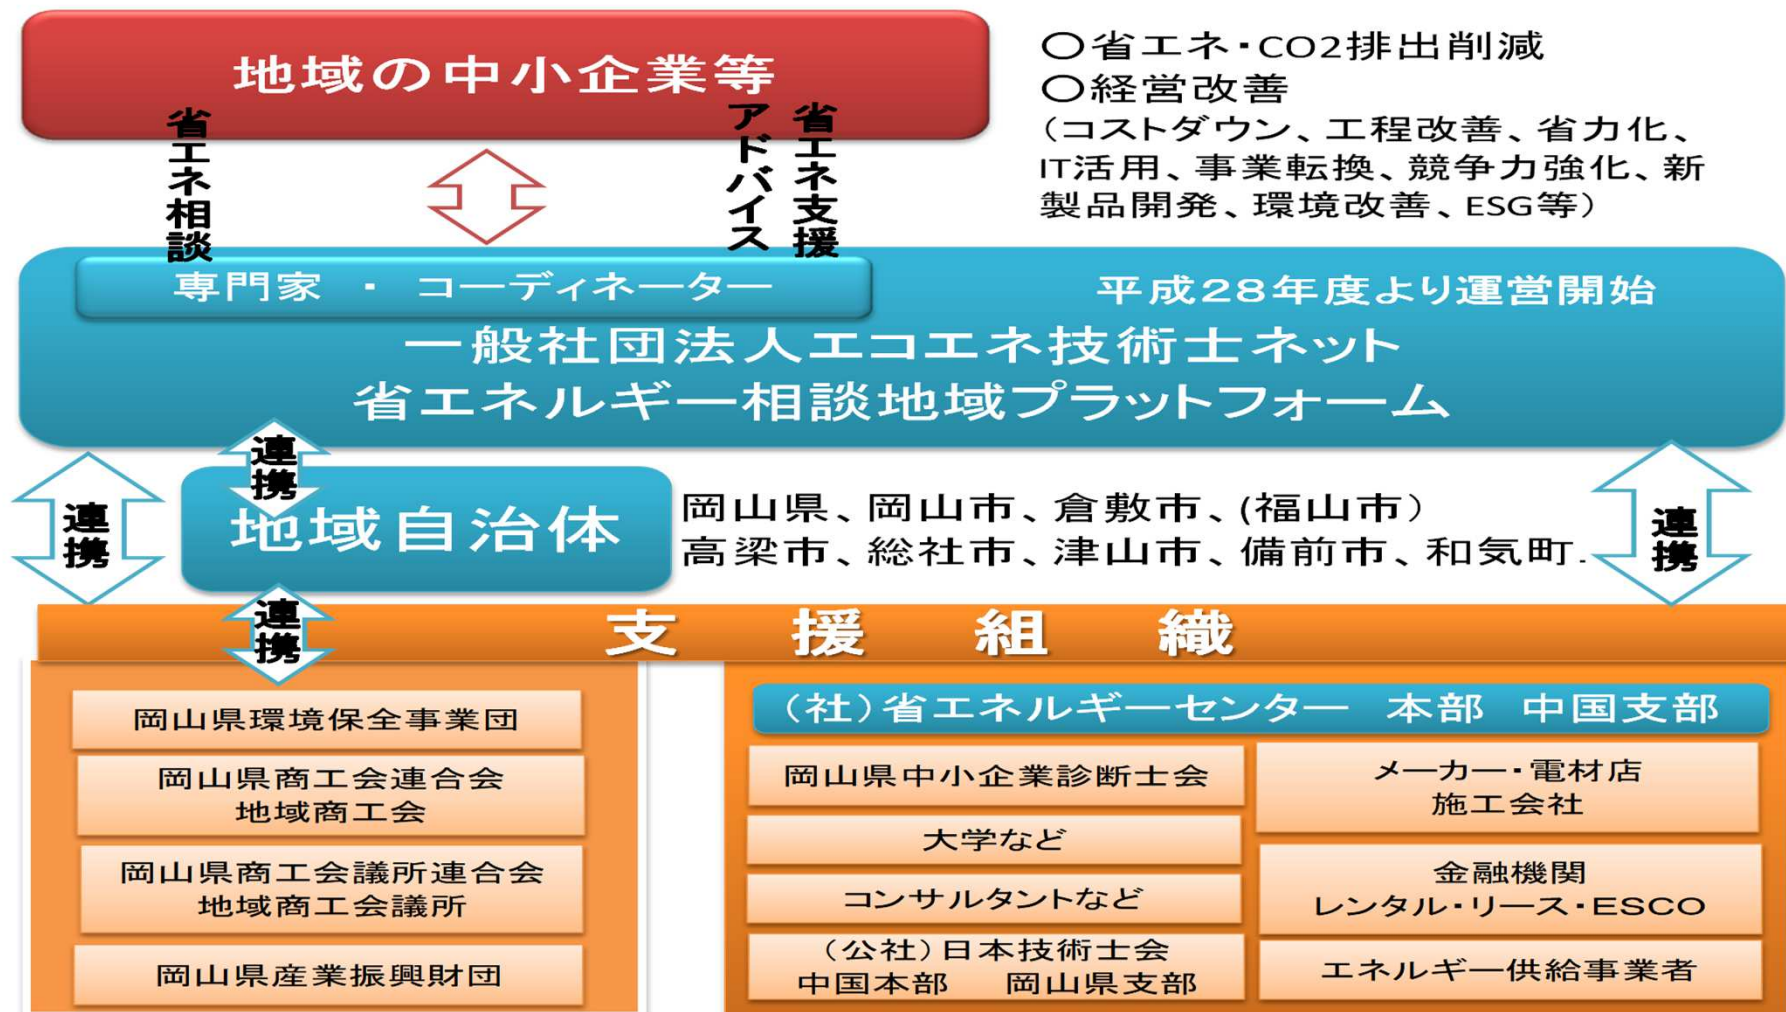 地域の中小企業等
省エネ相談
省エネ支援
アドバイス
〇省エネ・CO2排出削減
〇経営改善
(コストダウン、工程改善、省力化、
IT活用、事業転換、競争力強化、新
製品開発、環境改善、ESG等)
専門家 ・ コーディネーター
平成28年度より運営開始
一般社団法人エコエネ技術士ネット
省エネルギー相談地域プラットフォーム
連携
連携
地域自治体
岡山県、岡山市、倉敷市、(福山市)
高梁市、総社市、津山市、備前市、和気町.
連携
連携
支 援 組 織
岡山県環境保全事業団
岡山県商工会連合会
地域商工会
岡山県商工会議所連合会
地域商工会議所
岡山県産業振興財団
(社)省エネルギーセンター 本部 中国支部
岡山県中小企業診断士会
大学など
コンサルタントなど
(公社)日本技術士会
中国本部 岡山県支部
メーカー・電材店
施工会社
金融機関
レンタル・リース・ESCO
エネルギー供給事業者